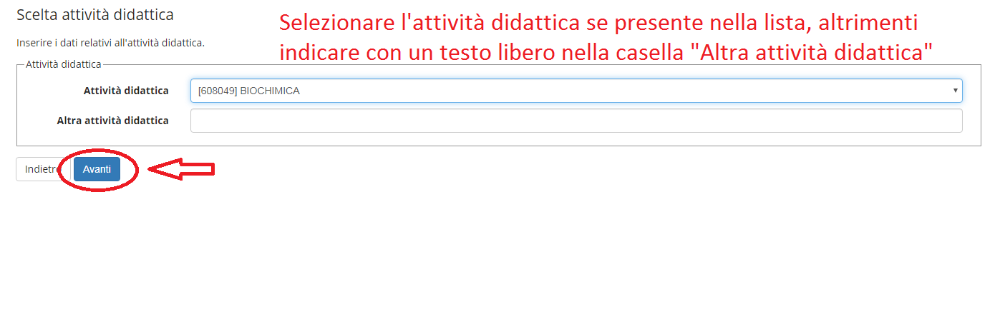 Scelta attività didattica
Selezionare l'attività didattica se presente nella lista, altrimenti
indicare con un testo libero nella casella "Altra attività didattica"
Inserire i dati relativi all'attività didattica.
Attività didattica
Attività didattica [608049] BIOCHIMICA
Altra attività didattica
Indietro Avanti